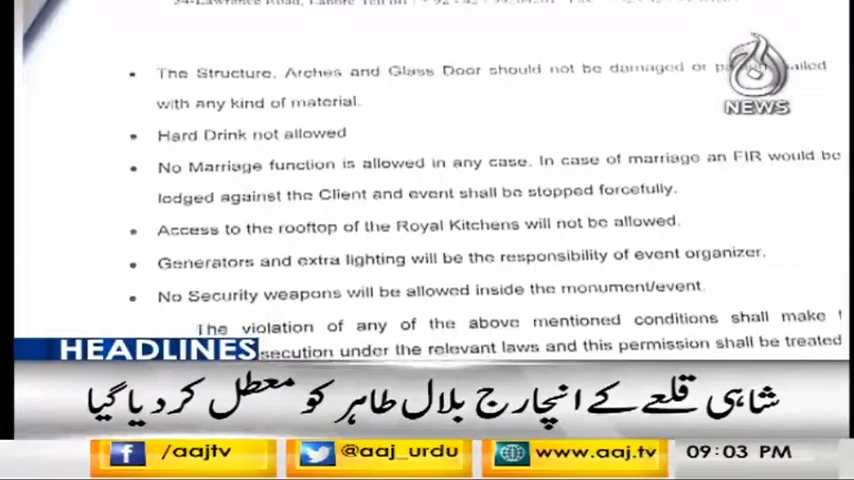 34-Lawrance Road, Lahore
• The Structure, Arches and Glass Door should not be damaged or
with any kind of material.
NEWS
• Hard Drink not allowed
• No Marriage function is allowed in any case. In case of marriage an FIR would be
lodged against the Client and event shall be stopped forcefully.
• Access to the rooftop of the Royal Kitchens will not be allowed.
• Generators and extra lighting will be the responsibility of event organizer.
• No Security weapons will be allowed inside the monument/event.
The violation of any of the above mentioned conditions shall make
HEADLINES
under the relevant laws and this permission shall be treated
شاہی قلعے کے انچارج بلال طاہر کو معطل کر دیا گیا
/aajtv @aaj_urdu www.aaj.tv 09:03 PM